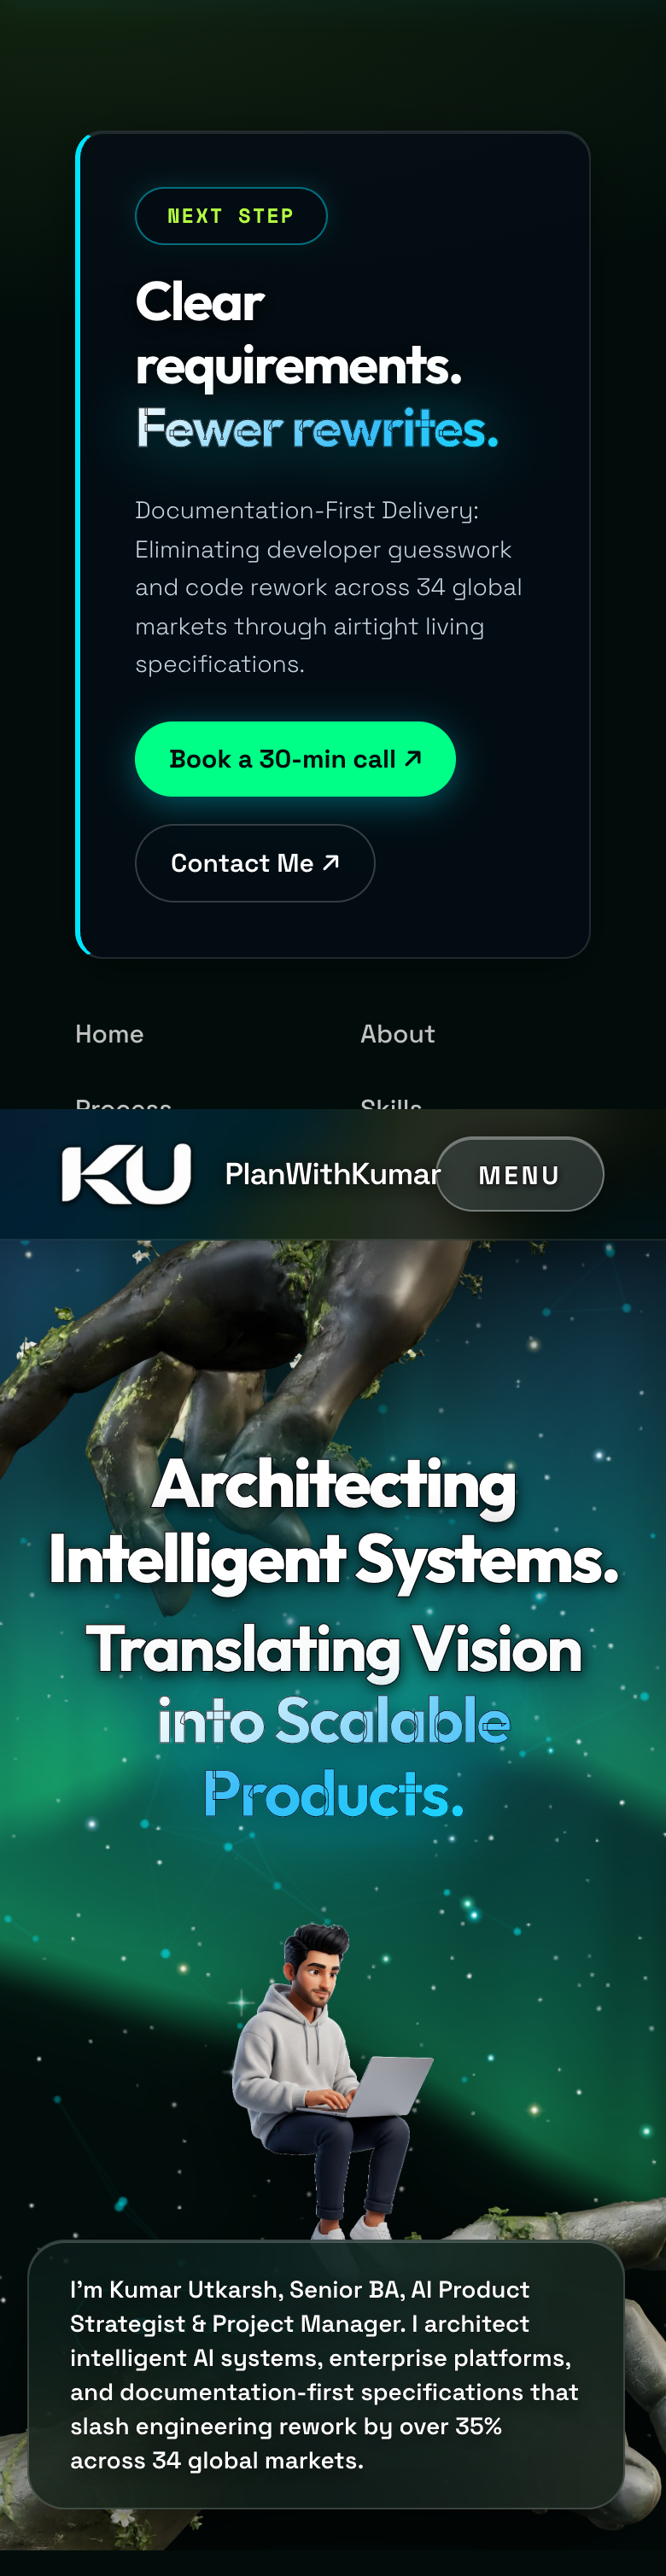 NEXT STEP
Clear
requirements.
Fewer rewrites.
Documentation-First Delivery:
Eliminating developer guesswork
and code rework across 34 global
markets through airtight living
specifications.
Book a 30-min call ↗
Contact Me ↗
Home About
Process Skills
KU PlanWithKumar MENU
Architecting
Intelligent Systems.
Translating Vision
into Scalable
Products.
I'm Kumar Utkarsh, Senior BA, AI Product
Strategist & Project Manager. I architect
intelligent AI systems, enterprise platforms,
and documentation-first specifications that
slash engineering rework by over 35%
across 34 global markets.